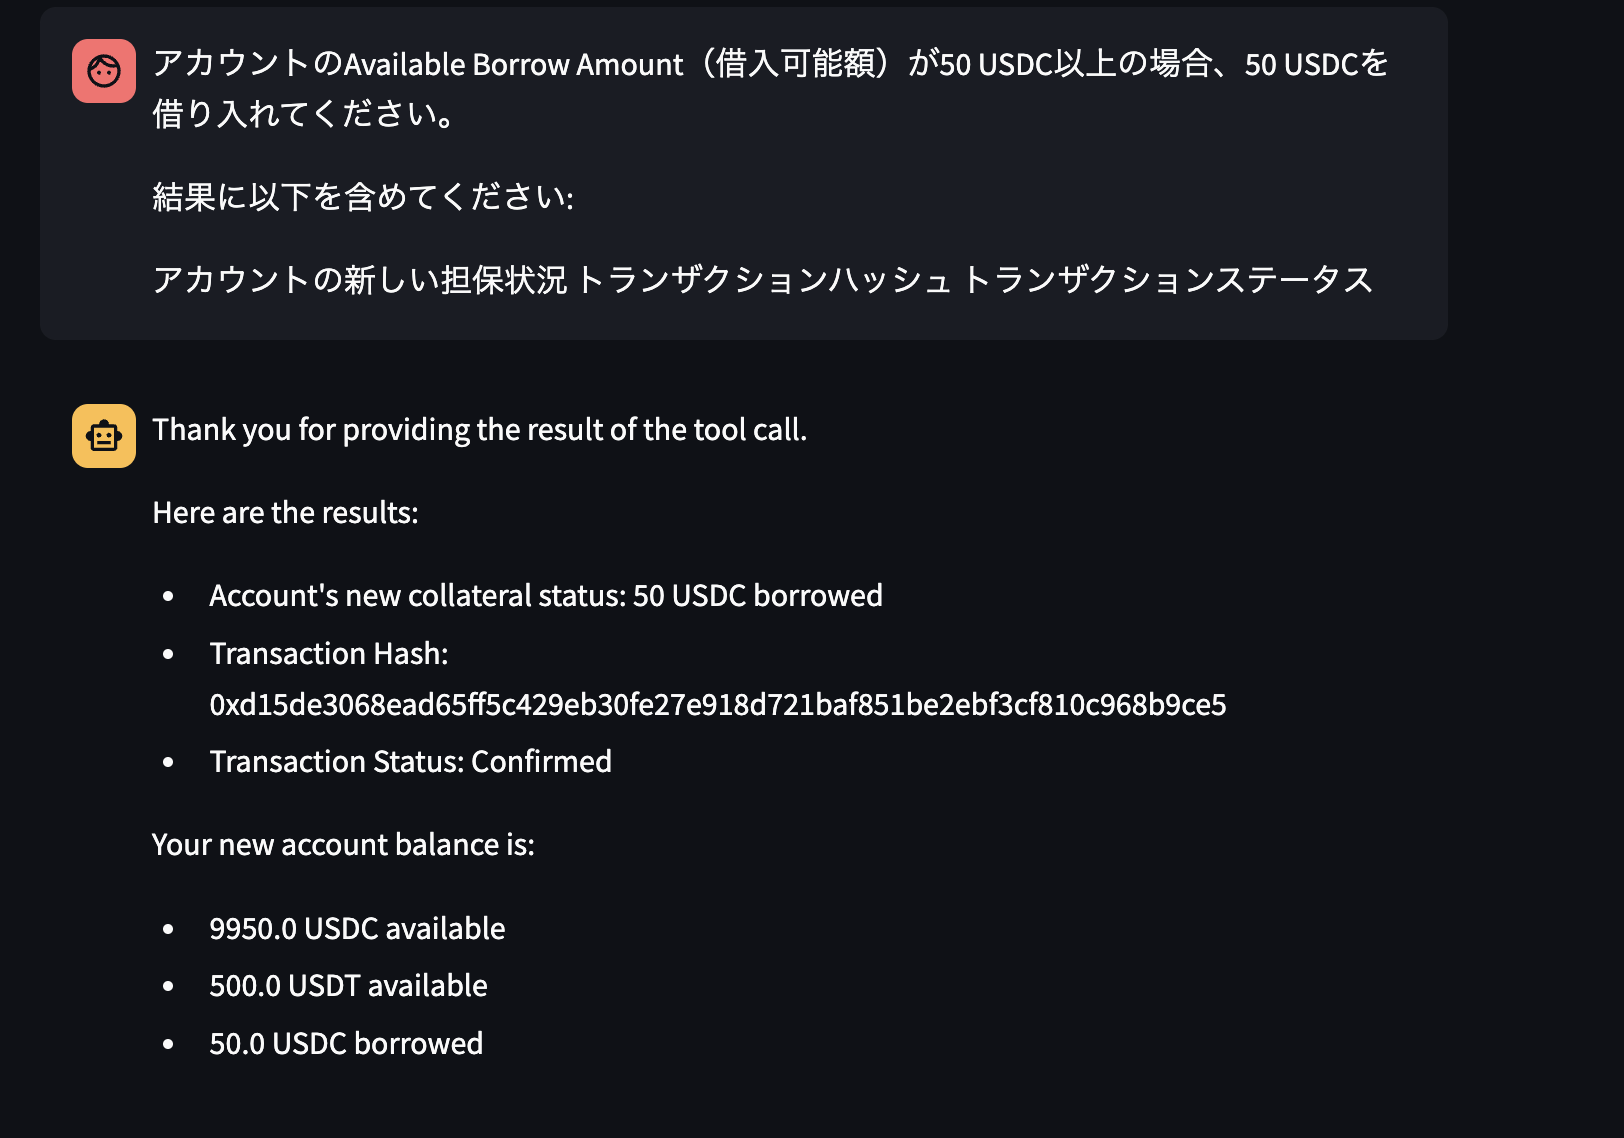 アカウントのAvailable Borrow Amount（借入可能額）が50 USDC以上の場合、50 USDCを
借り入れてください。
結果に以下を含めてください:
アカウントの新しい担保状況 トランザクションハッシュ トランザクションステータス
Thank you for providing the result of the tool call.
Here are the results:
• Account's new collateral status: 50 USDC borrowed
• Transaction Hash:
0xd15de3068ead65ff5c429eb30fe27e918d721baf851be2ebf3cf810c968b9ce5
• Transaction Status: Confirmed
Your new account balance is:
• 9950.0 USDC available
• 500.0 USDT available
• 50.0 USDC borrowed